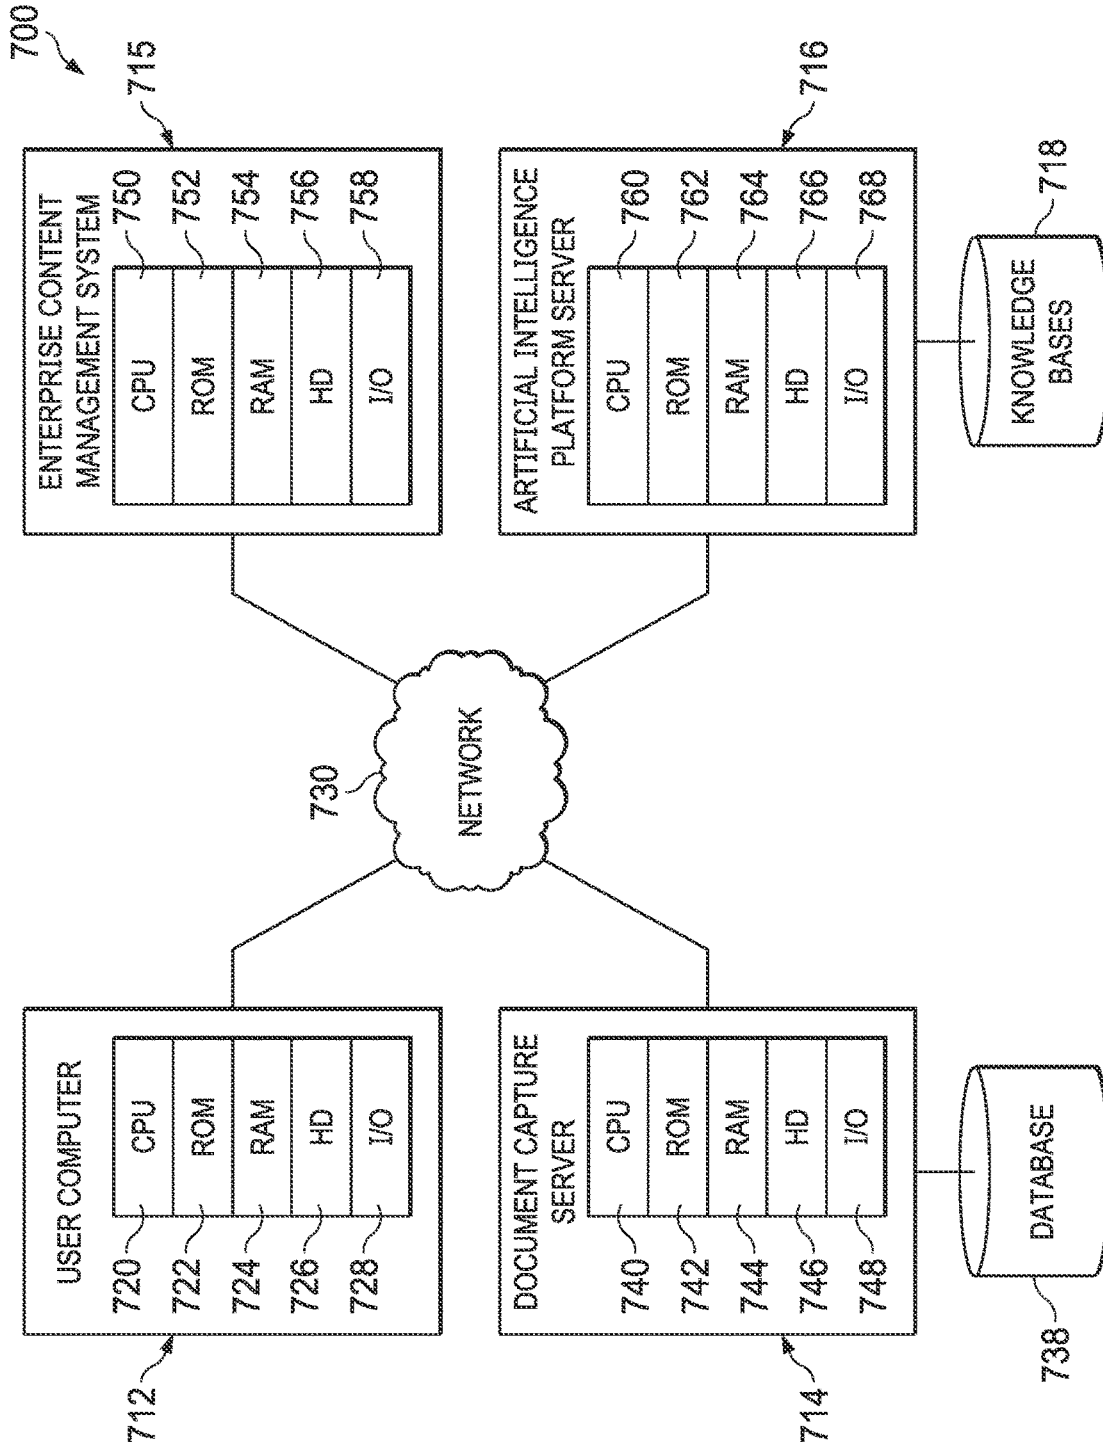 700
712
USER COMPUTER
720
CPU
722
ROM
724
RAM
726
HD
728
I/O
715
ENTERPRISE CONTENT
MANAGEMENT SYSTEM
CPU
750
ROM
752
RAM
754
HD
756
I/O
758
730
NETWORK
714
DOCUMENT CAPTURE
SERVER
740
CPU
742
ROM
744
RAM
746
HD
748
I/O
716
ARTIFICIAL INTELLIGENCE
PLATFORM SERVER
CPU
760
ROM
762
RAM
764
HD
766
I/O
768
738
DATABASE
KNOWLEDGE
BASES
718